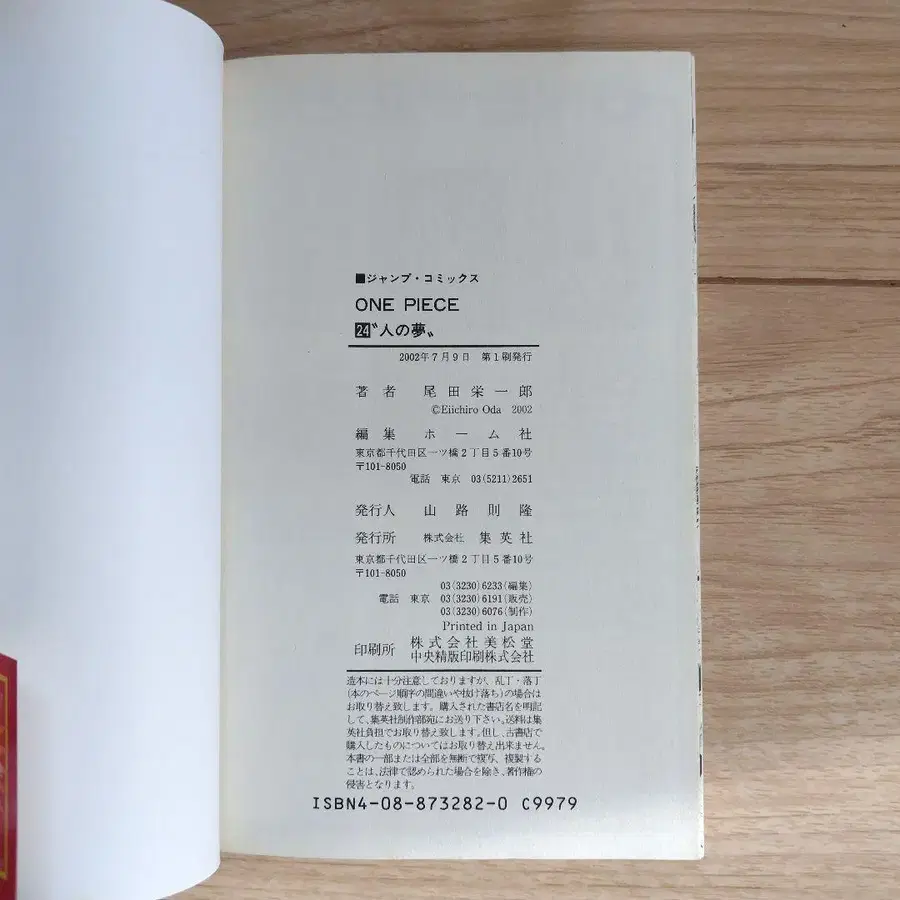 ■ジャンプ・コミックス
ONE PIECE
24〝人の夢〟
2002年7月9日 第1刷発行
著者 尾田栄一郎
©Eiichiro Oda 2002
編集 ホーム社
東京都千代田区一ツ橋2丁目5番10号
〒101-8050
電話 東京 03(5211)2651
発行人 山路則隆
発行所 株式会社 集英社
東京都千代田区一ツ橋2丁目5番10号
〒101-8050
03(3230)6233(編集)
電話 東京 03(3230)6191(販売)
03(3230)6076(制作)
Printed in Japan
印刷所 株式会社美松堂
中央精版印刷株式会社
造本には十分注意しておりますが、乱丁・落丁
(本のページ順序の間違いや抜け落ち)の場合は
お取り替え致します。購入された書店名を明記
して、集英社制作部宛にお送り下さい。送料は集
英社負担でお取り替え致します。但し、古書店で
購入したものについてはお取り替え出来ません。
本書の一部または全部を無断で複写、複製する
ことは、法律で認められた場合を除き、著作権の
侵害となります。
ISBN4-08-873282-0 C9979